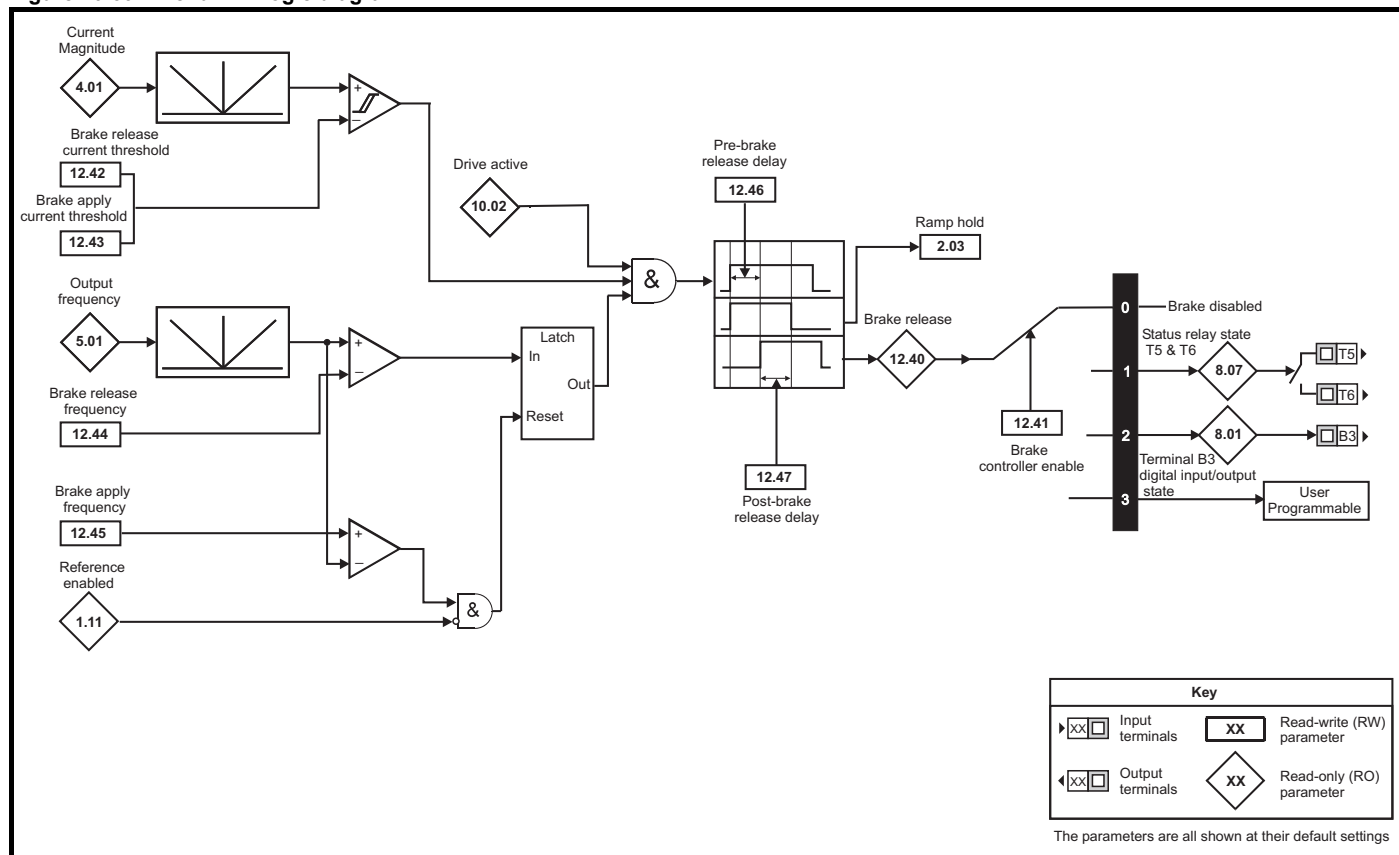 Current
Magnitude
4.01
Brake release
current threshold
12.42
Brake apply
current threshold
12.43
Output
frequency
5.01
Brake release
frequency
12.44
Brake apply
frequency
12.45
Reference
enabled
1.11
+
−
+
−
+
−
&
Drive active
10.02
Latch
In
Out
Reset
&
Pre-brake
release delay
12.46
12.47
Post-brake
release delay
Ramp hold
2.03
Brake release
12.40
12.41
Brake
controller enable
0
Brake disabled
Status relay state
T5 & T6
1
8.07
T5
T6
2
8.01
B3
Terminal B3
digital input/output
state
3
User
Programmable
Key
XX
Input
terminals
XX
Read-write (RW)
parameter
XX
Output
terminals
XX
Read-only (RO)
parameter
The parameters are all shown at their default settings